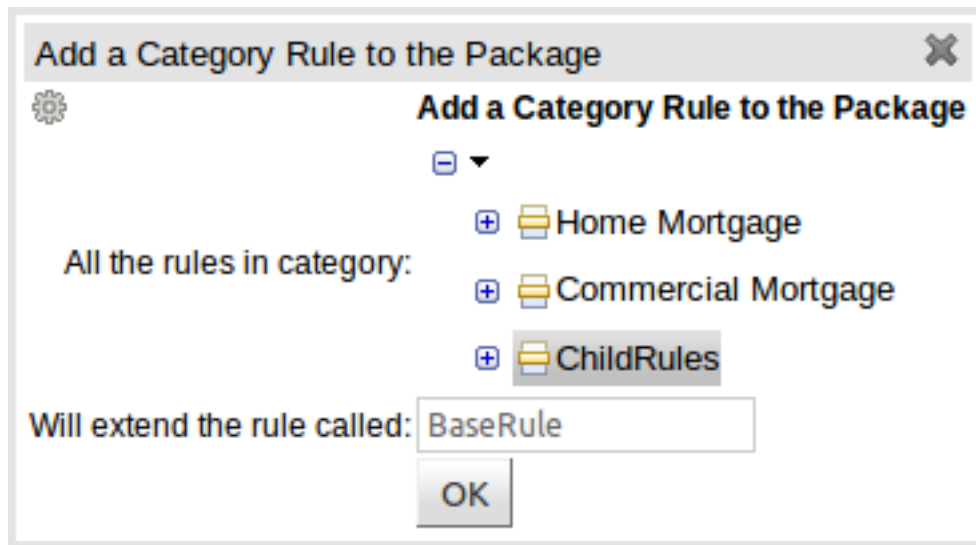 Add a Category Rule to the Package
Add a Category Rule to the Package
All the rules in category:
Home Mortgage
Commercial Mortgage
ChildRules
Will extend the rule called: BaseRule
OK